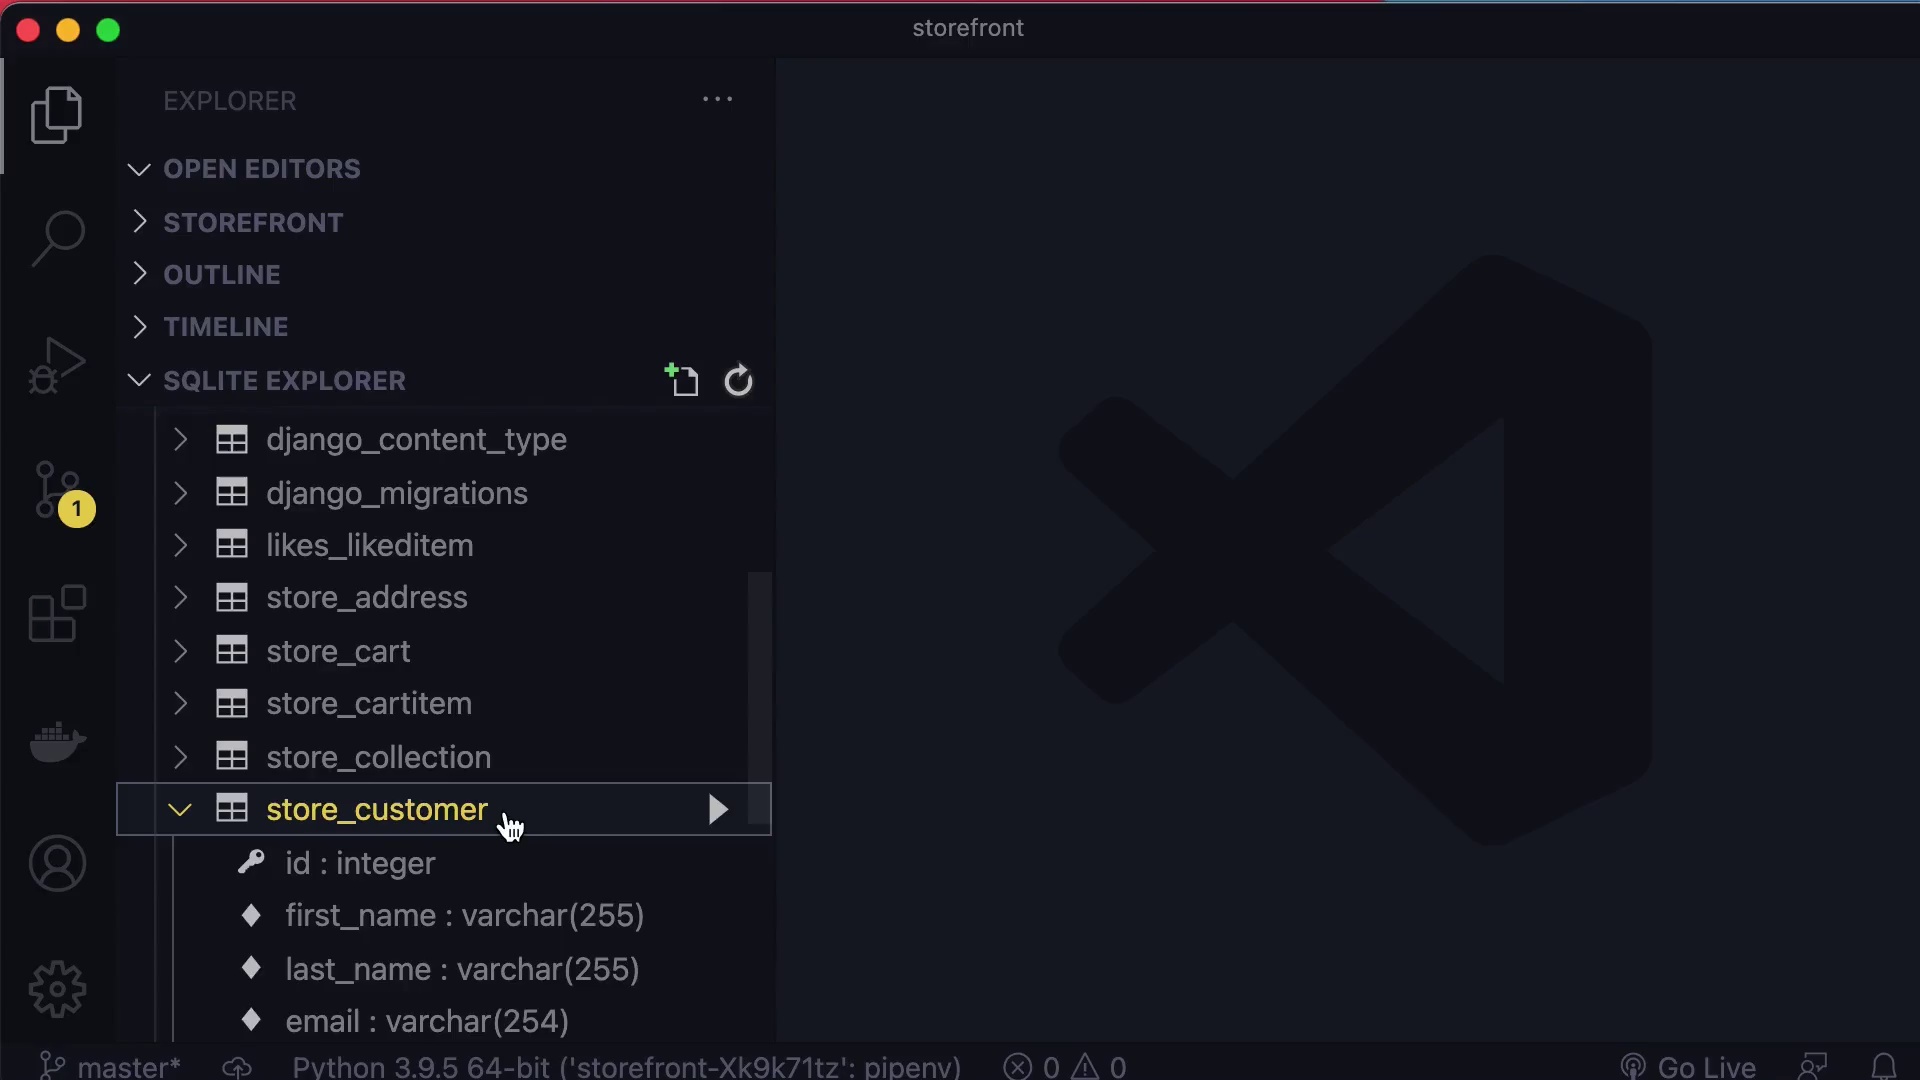 storefront
EXPLORER
OPEN EDITORS
STOREFRONT
OUTLINE
TIMELINE
SQLITE EXPLORER
django_content_type
django_migrations
1
likes_likeditem
store_address
store_cart
store_cartitem
store_collection
store_customer
id : integer
first_name : varchar(255)
last_name : varchar(255)
email : varchar(254)
master* Python 3.9.5 64-bit ('storefront-Xk9k71tz': pipenv) 0 0 Go Live